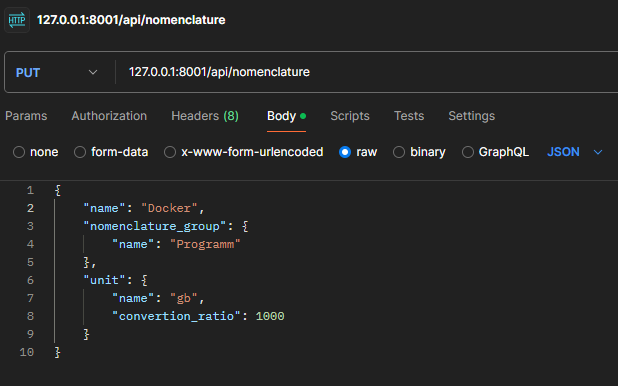 HTTP 127.0.0.1:8001/api/nomenclature
PUT 127.0.0.1:8001/api/nomenclature
Params Authorization Headers (8) Body Scripts Tests Settings
none form-data x-www-form-urlencoded raw binary GraphQL JSON
1 {
2 "name": "Docker",
3 "nomenclature_group": {
4 "name": "Programm"
5 },
6 "unit": {
7 "name": "gb",
8 "convertion_ratio": 1000
9 }
10 }